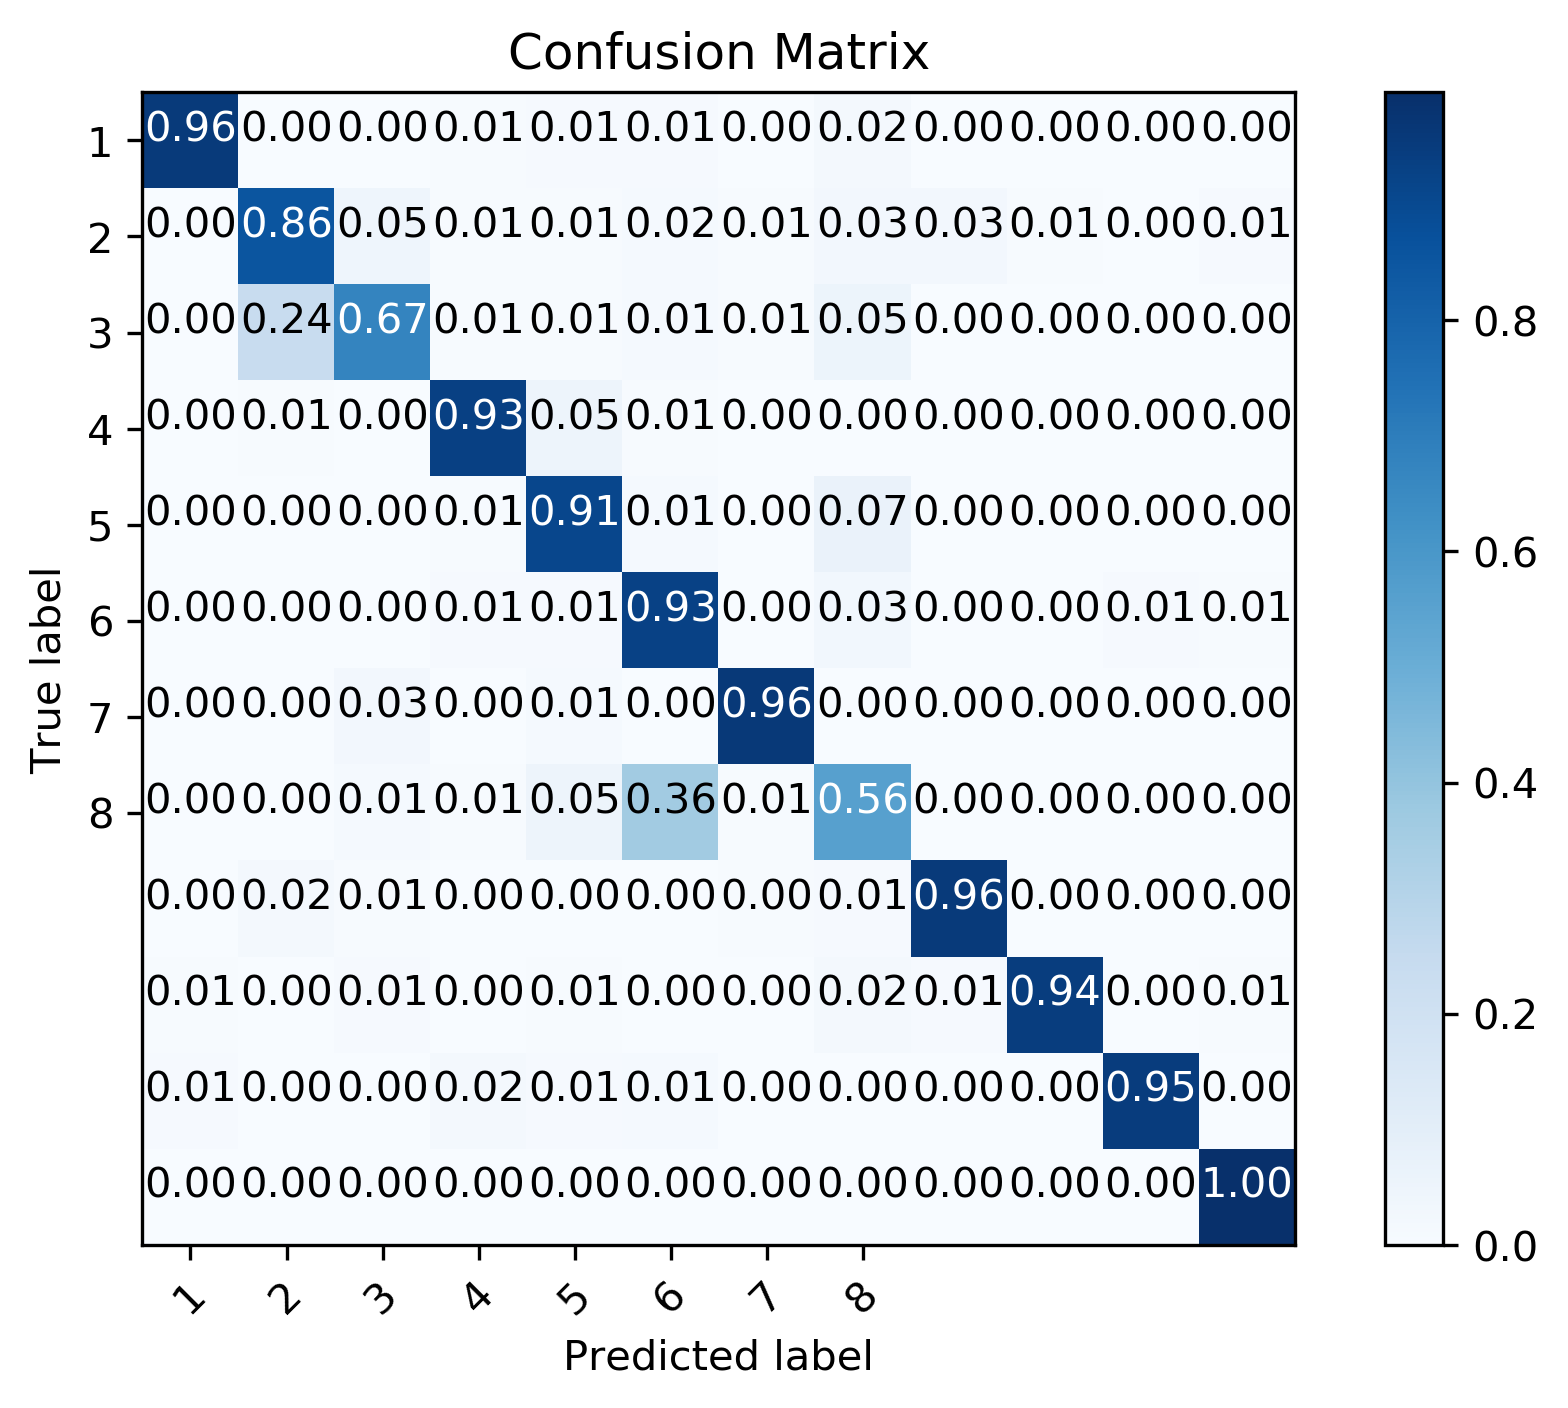 Confusion Matrix
1 0.96 0.00 0.00 0.01 0.01 0.01 0.00 0.02 0.00 0.00 0.00 0.00
2 0.00 0.86 0.05 0.01 0.01 0.02 0.01 0.03 0.03 0.01 0.00 0.01
3 0.00 0.24 0.67 0.01 0.01 0.01 0.01 0.05 0.00 0.00 0.00 0.00
4 0.00 0.01 0.00 0.93 0.05 0.01 0.00 0.00 0.00 0.00 0.00 0.00
5 0.00 0.00 0.00 0.01 0.91 0.01 0.00 0.07 0.00 0.00 0.00 0.00
6 0.00 0.00 0.00 0.01 0.01 0.93 0.00 0.03 0.00 0.00 0.01 0.01
7 0.00 0.00 0.03 0.00 0.01 0.00 0.96 0.00 0.00 0.00 0.00 0.00
8 0.00 0.00 0.01 0.01 0.05 0.36 0.01 0.56 0.00 0.00 0.00 0.00
0.00 0.02 0.01 0.00 0.00 0.00 0.00 0.01 0.96 0.00 0.00 0.00
0.01 0.00 0.01 0.00 0.01 0.00 0.00 0.02 0.01 0.94 0.00 0.01
0.01 0.00 0.00 0.02 0.01 0.01 0.00 0.00 0.00 0.00 0.95 0.00
0.00 0.00 0.00 0.00 0.00 0.00 0.00 0.00 0.00 0.00 0.00 1.00
True label
1 2 3 4 5 6 7 8
Predicted label
0.8
0.6
0.4
0.2
0.0